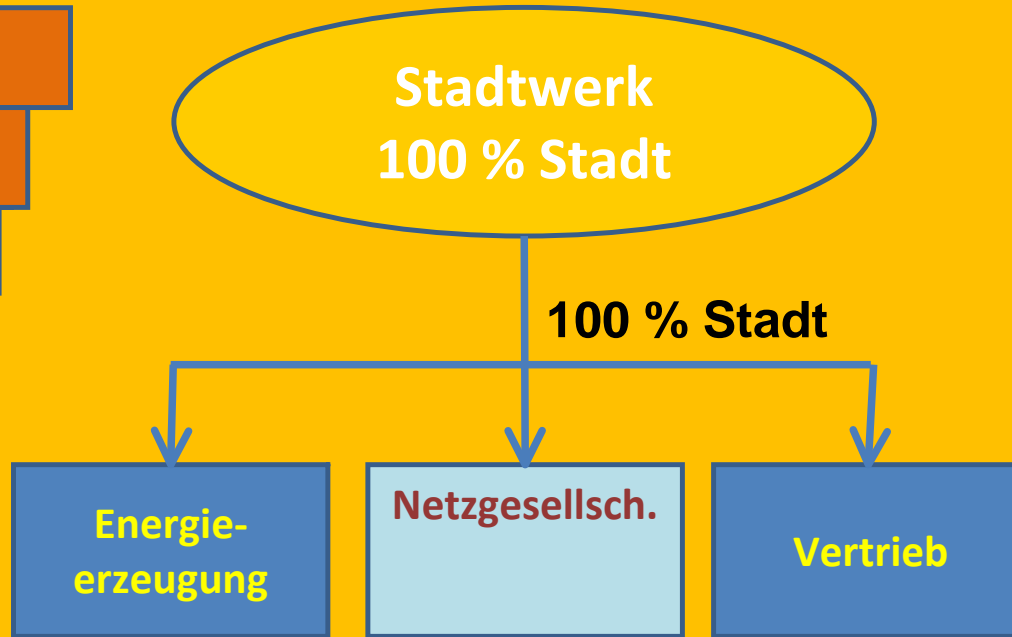 Stadtwerk
100 % Stadt
100 % Stadt
Energie-
erzeugung
Netzgesellsch.
Vertrieb